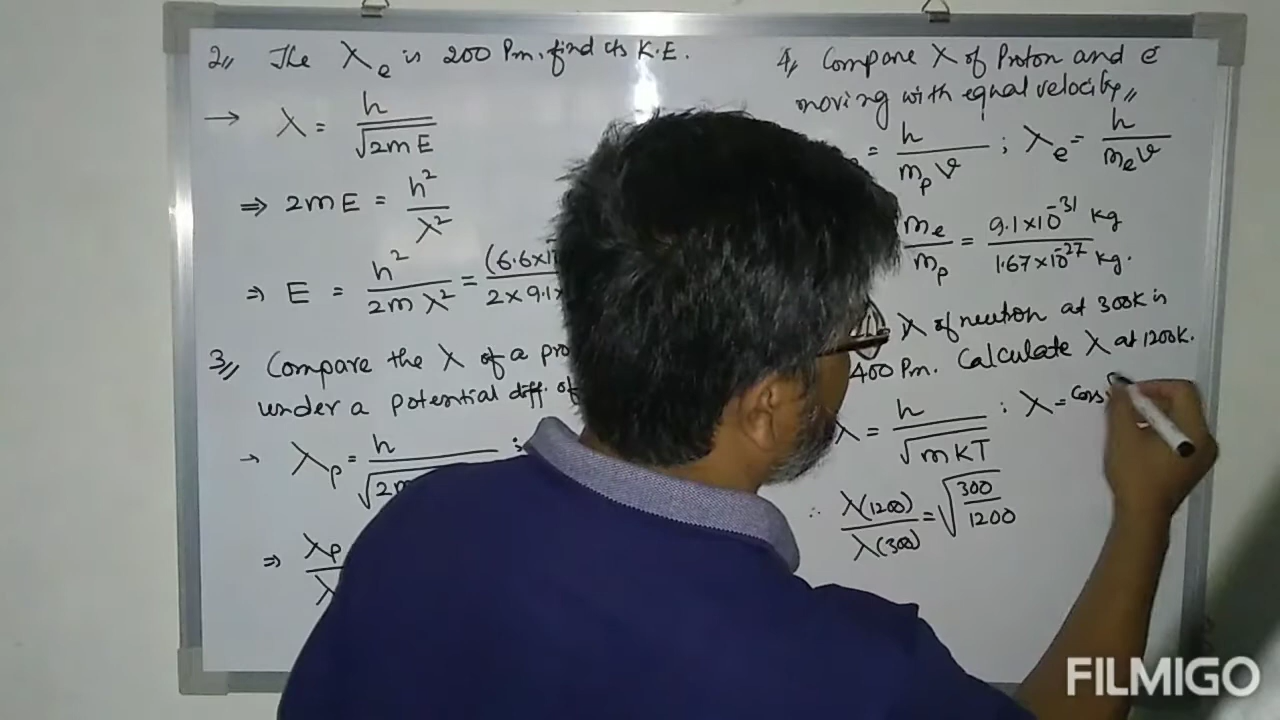 2,, The λe is 200 Pm. find its K.E.
→ λ = h / √2mE
⇒ 2mE = h² / λ²
⇒ E = h² / 2mλ² = (6.6×1 / 2×9.1×
3,, Compare the λ of a pro
under a potential diff. of
→ λp = h / √2m ;
⇒ λp / λ
4, Compare λ of Proton and e
moving with equal velocity,,
= h / mpv ; λe = h / mev
me / mp = 9.1×10⁻³¹ kg / 1.67×10⁻²⁷ kg.
λ of neutron at 300K is
400 Pm. Calculate λ at 1200K.
λ = h / √mKT ; λ = cons
∴ λ(1200) / λ(300) = √300/1200
FILMIGO